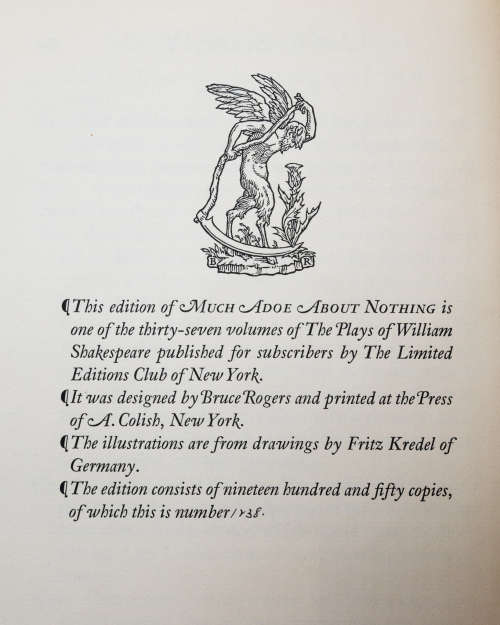 B R
¶This edition of MUCH ADOE ABOUT NOTHING is
one of the thirty-seven volumes of The Plays of William
Shakespeare published for subscribers by The Limited
Editions Club of New York.
¶It was designed by Bruce Rogers and printed at the Press
of A. Colish, New York.
¶The illustrations are from drawings by Fritz Kredel of
Germany.
¶The edition consists of nineteen hundred and fifty copies,
of which this is number